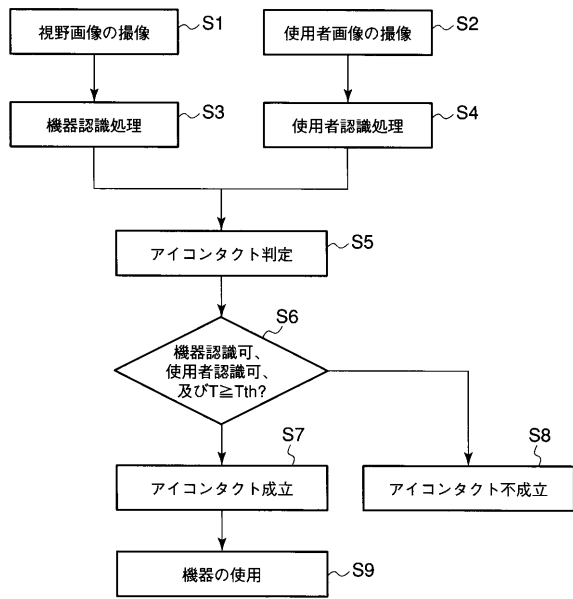 視野画像の撮像
S1
使用者画像の撮像
S2
機器認識処理
S3
使用者認識処理
S4
アイコンタクト判定
S5
S6
機器認識可、
使用者認識可、
及びT≧Tth?
S7
アイコンタクト成立
S8
アイコンタクト不成立
機器の使用
S9